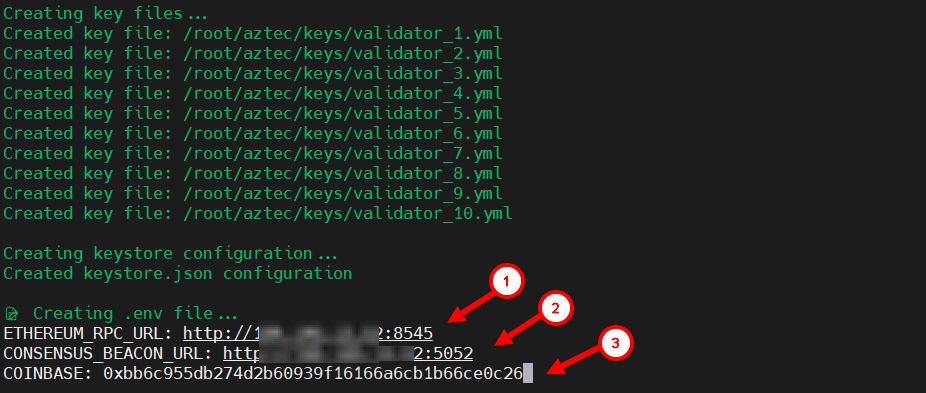 Creating key files...
Created key file: /root/aztec/keys/validator_1.yml
Created key file: /root/aztec/keys/validator_2.yml
Created key file: /root/aztec/keys/validator_3.yml
Created key file: /root/aztec/keys/validator_4.yml
Created key file: /root/aztec/keys/validator_5.yml
Created key file: /root/aztec/keys/validator_6.yml
Created key file: /root/aztec/keys/validator_7.yml
Created key file: /root/aztec/keys/validator_8.yml
Created key file: /root/aztec/keys/validator_9.yml
Created key file: /root/aztec/keys/validator_10.yml
Creating keystore configuration...
Created keystore.json configuration
Creating .env file...
1
ETHEREUM_RPC_URL: http://1 2:8545
2
CONSENSUS_BEACON_URL: http 2:5052
3
COINBASE: 0xbb6c955db274d2b60939f16166a6cb1b66ce0c26